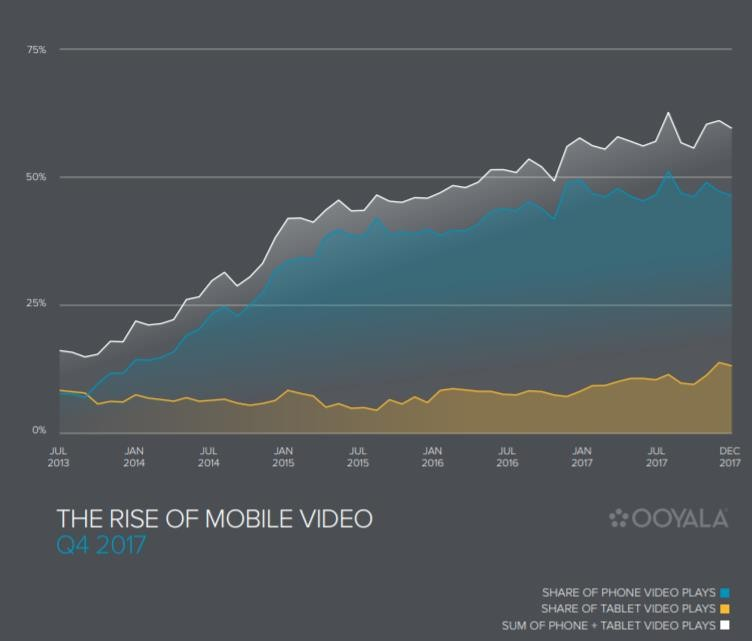 75%
50%
25%
0%
JUL JAN JUL JAN JUL JAN JUL JAN JUL DEC
2013 2014 2014 2015 2015 2016 2016 2017 2017 2017
THE RISE OF MOBILE VIDEO
Q4 2017
OOYALA
SHARE OF PHONE VIDEO PLAYS
SHARE OF TABLET VIDEO PLAYS
SUM OF PHONE + TABLET VIDEO PLAYS